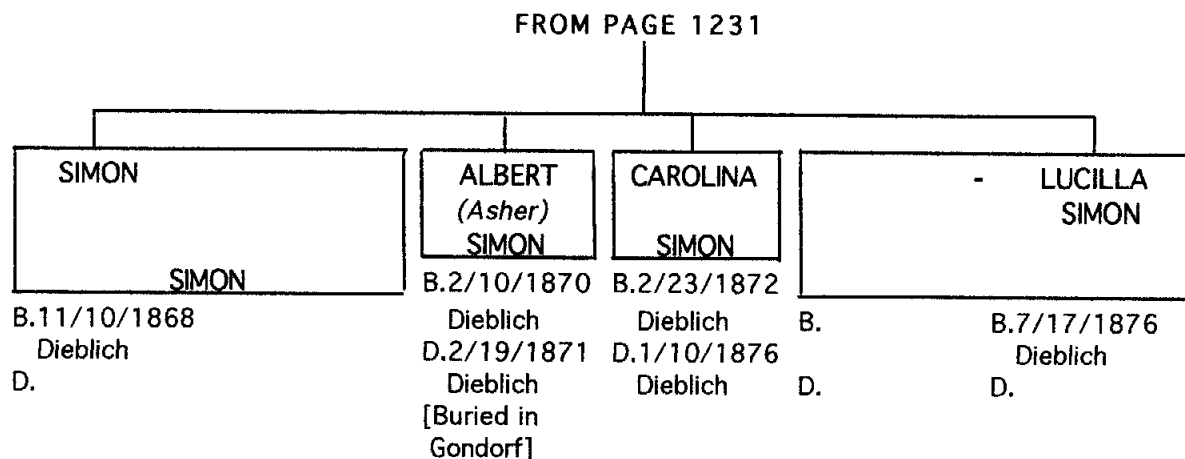 FROM PAGE 1231
SIMON
SIMON
B.11/10/1868
Dieblich
D.
ALBERT
(Asher)
SIMON
B.2/10/1870
Dieblich
D.2/19/1871
Dieblich
[Buried in
Gondorf]
CAROLINA
SIMON
B.2/23/1872
Dieblich
D.1/10/1876
Dieblich
- LUCILLA
SIMON
B.
D.
B.7/17/1876
Dieblich
D.